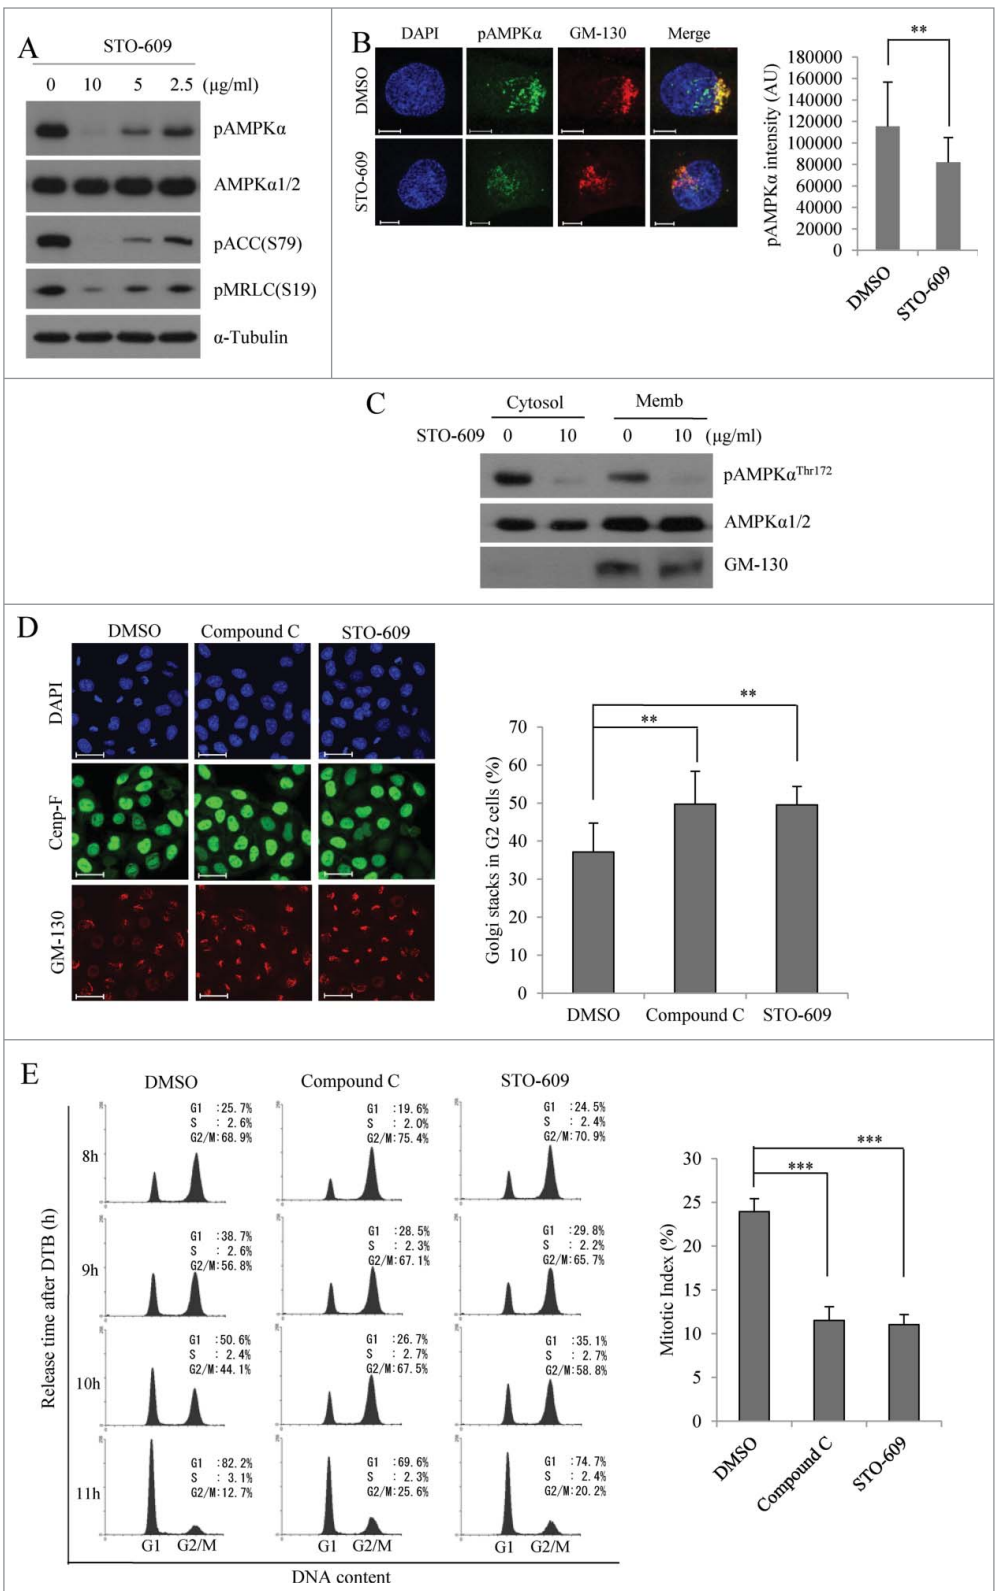 A
STO-609
0 10 5 2.5 (μg/ml)
pAMPKα
AMPKα1/2
pACC(S79)
pMRLC(S19)
α-Tubulin
B
DAPI pAMPKα GM-130 Merge
DMSO
STO-609
**
pAMPKα intensity (AU)
180000
160000
140000
120000
100000
80000
60000
40000
20000
0
DMSO
STO-609
C
Cytosol Memb
STO-609 0 10 0 10 (μg/ml)
pAMPKαThr172
AMPKα1/2
GM-130
D
DMSO Compound C STO-609
DAPI
Cenp-F
GM-130
**
**
Golgi stacks in G2 cells (%)
70
60
50
40
30
20
10
0
DMSO Compound C STO-609
E
DMSO Compound C STO-609
Release time after DTB (h)
8h
G1 :25.7%
S : 2.6%
G2/M:68.9%
G1 :19.6%
S : 2.0%
G2/M:75.4%
G1 :24.5%
S : 2.4%
G2/M:70.9%
9h
G1 :38.7%
S : 2.6%
G2/M:56.8%
G1 :28.5%
S : 2.3%
G2/M:67.1%
G1 :29.8%
S : 2.2%
G2/M:65.7%
10h
G1 :50.6%
S : 2.4%
G2/M:44.1%
G1 :26.7%
S : 2.7%
G2/M:67.5%
G1 :35.1%
S : 2.7%
G2/M:58.8%
11h
G1 :82.2%
S : 3.1%
G2/M:12.7%
G1 :69.6%
S : 2.3%
G2/M:25.6%
G1 :74.7%
S : 2.4%
G2/M:20.2%
G1 G2/M G1 G2/M G1 G2/M
DNA content
***
***
Mitotic Index (%)
30
25
20
15
10
5
0
DMSO
Compound C
STO-609